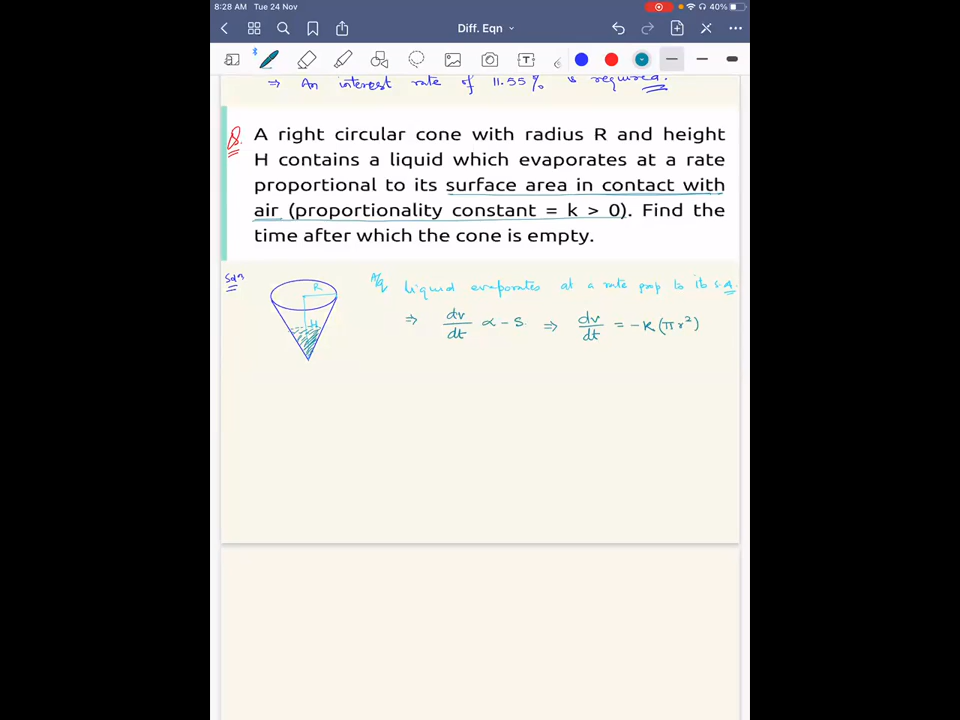 8:28 AM Tue 24 Nov
40%
Diff. Eqn
⇒ An interest rate of 11.55% is required.
Q. A right circular cone with radius R and height
H contains a liquid which evaporates at a rate
proportional to its surface area in contact with
air (proportionality constant = k > 0). Find the
time after which the cone is empty.
Soln
R
H
A/q liquid evaporates at a rate prop to its S.A.
⇒ dv/dt ∝ - S ⇒ dv/dt = -K(πr²)